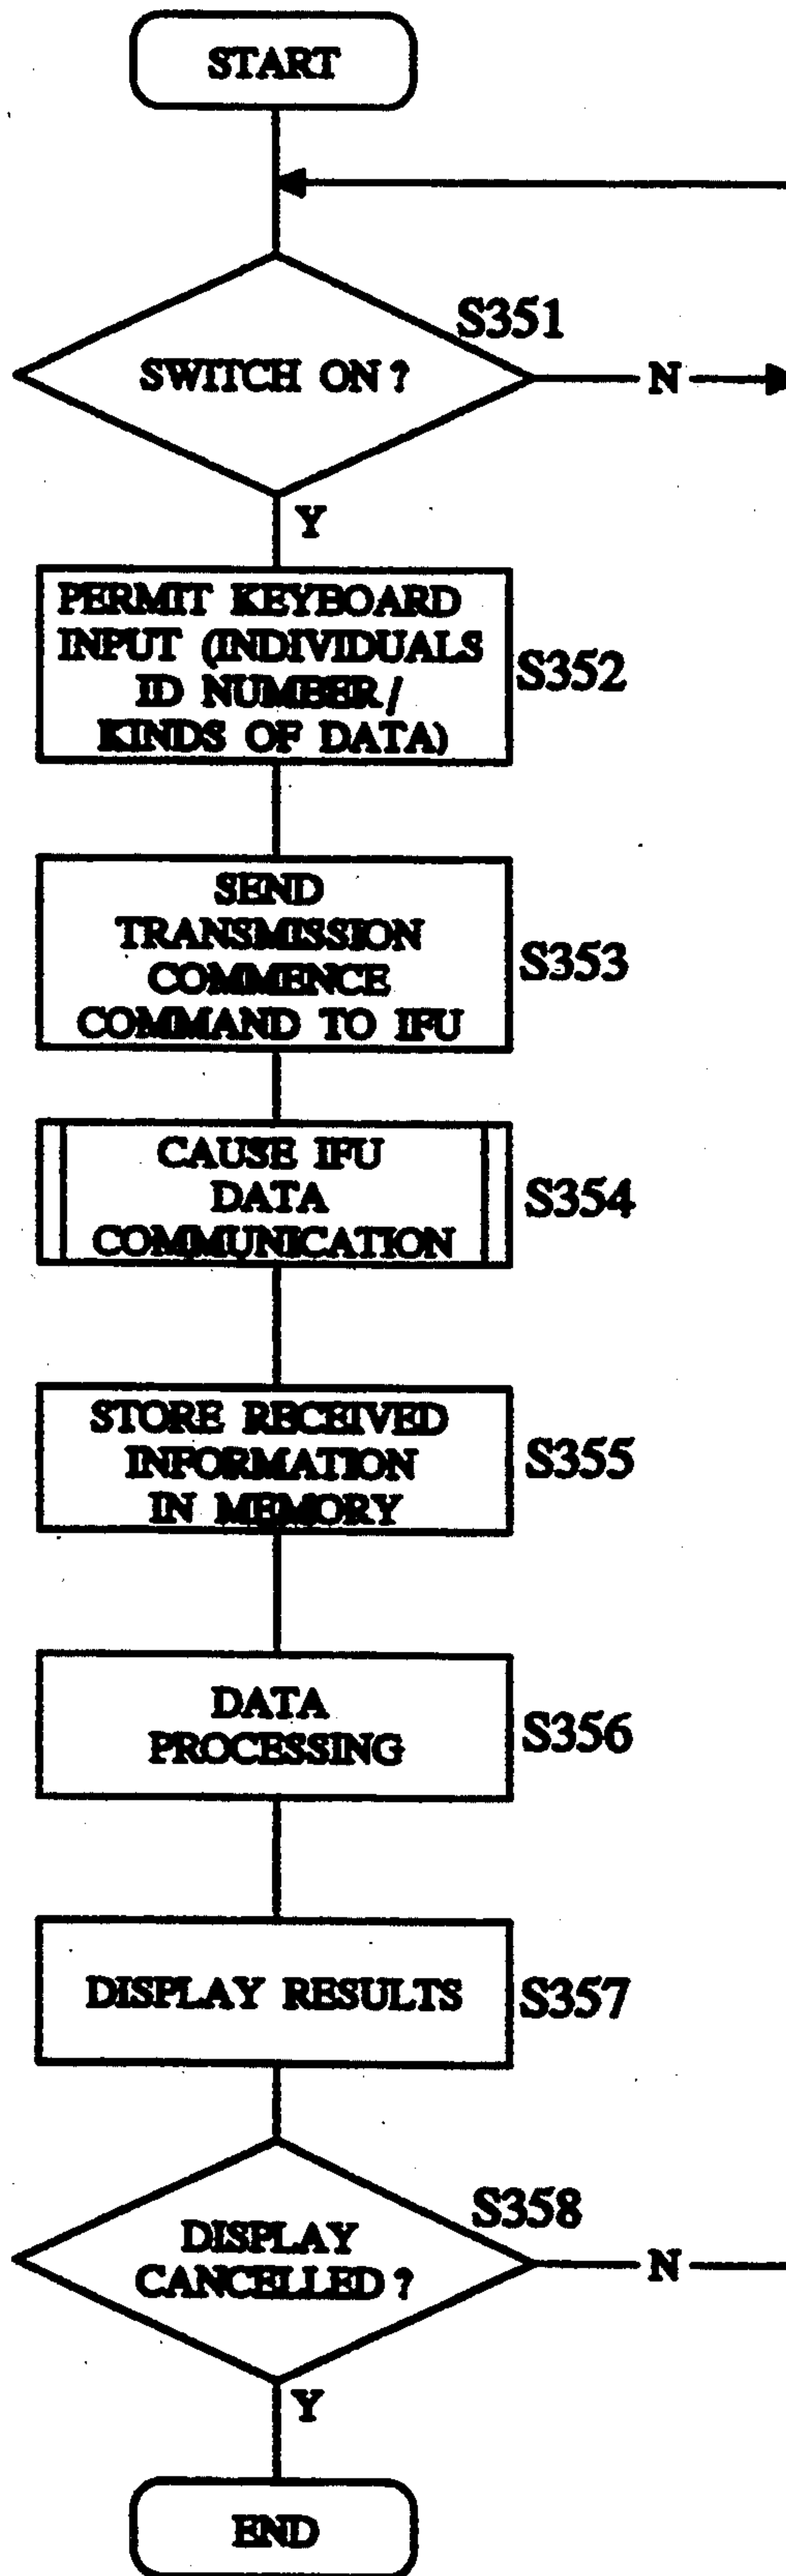 START
S351
SWITCH ON ?
N
Y
PERMIT KEYBOARD
INPUT (INDIVIDUALS
ID NUMBER /
KINDS OF DATA)
S352
SEND
TRANSMISSION
COMMENCE
COMMAND TO IFU
S353
CAUSE IFU
DATA
COMMUNICATION
S354
STORE RECEIVED
INFORMATION
IN MEMORY
S355
DATA
PROCESSING
S356
DISPLAY RESULTS
S357
S358
DISPLAY
CANCELLED ?
N
Y
END